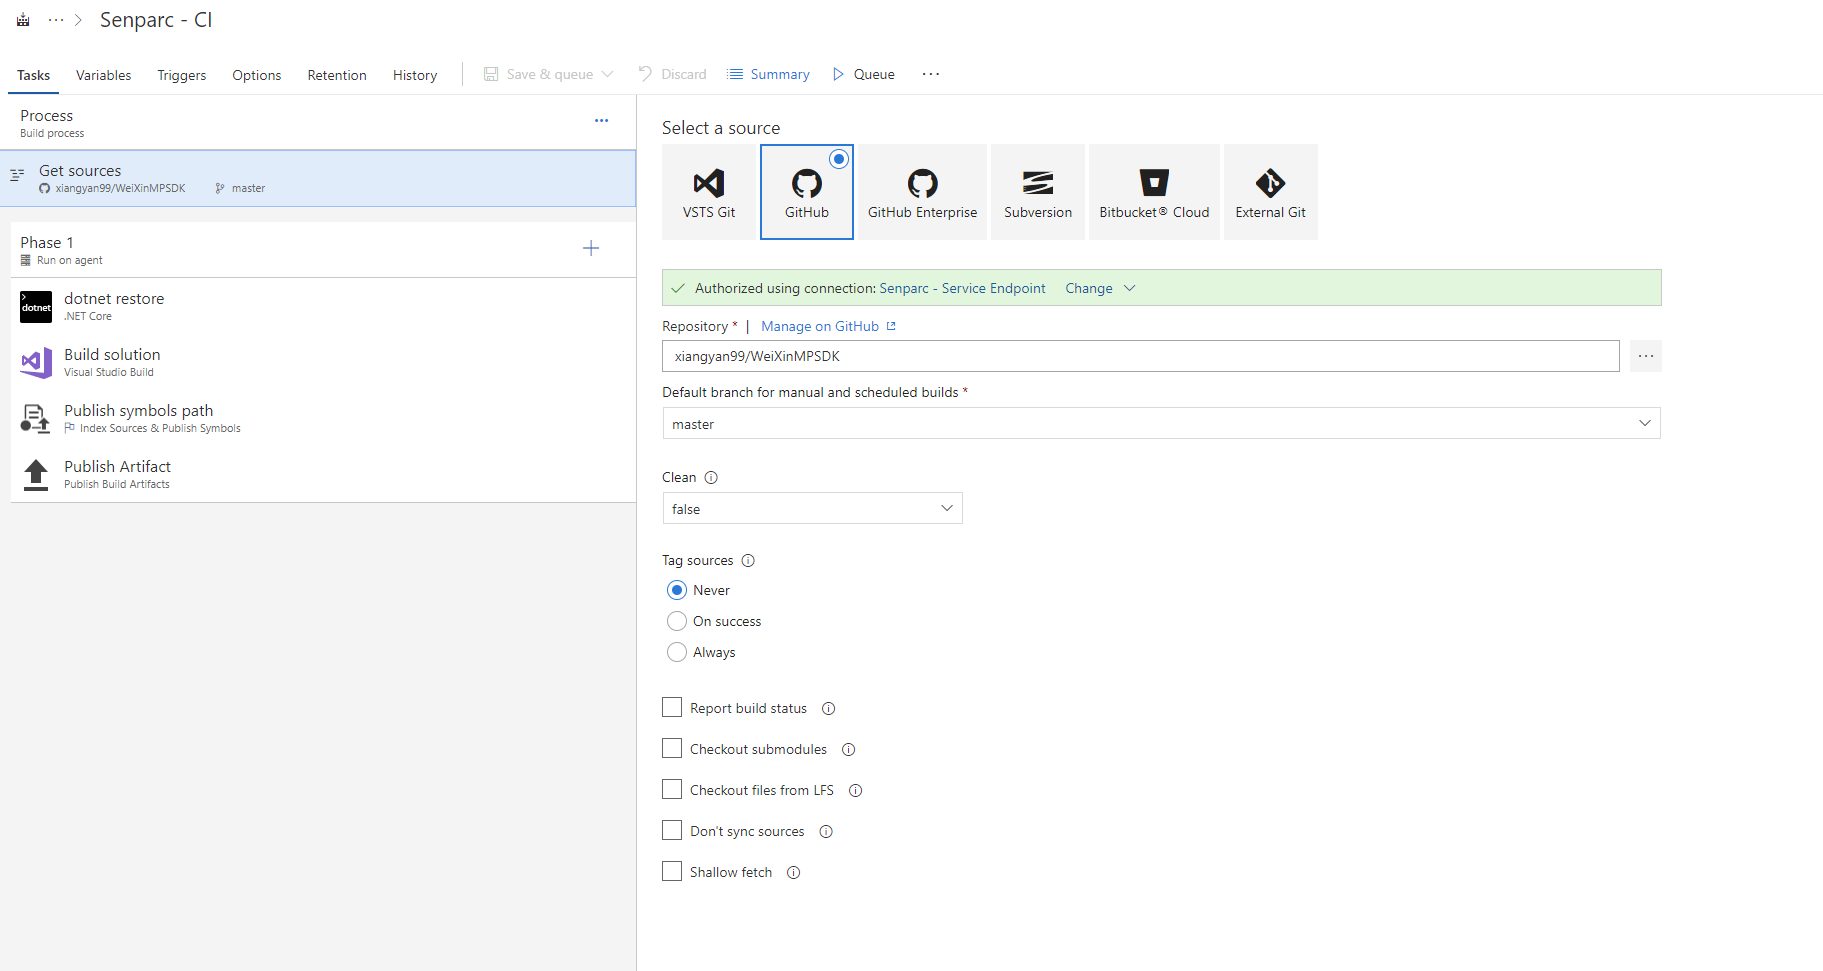 ··· > Senparc - CI
Tasks Variables Triggers Options Retention History Save & queue Discard Summary Queue ···
Process
Build process
Get sources
xiangyan99/WeiXinMPSDK master
Phase 1
Run on agent
dotnet
dotnet restore
.NET Core
Build solution
Visual Studio Build
Publish symbols path
Index Sources & Publish Symbols
Publish Artifact
Publish Build Artifacts
Select a source
VSTS Git
GitHub
GitHub Enterprise
Subversion
Bitbucket® Cloud
External Git
Authorized using connection: Senparc - Service Endpoint Change
Repository * | Manage on GitHub
xiangyan99/WeiXinMPSDK
Default branch for manual and scheduled builds *
master
Clean
false
Tag sources
Never
On success
Always
Report build status
Checkout submodules
Checkout files from LFS
Don't sync sources
Shallow fetch